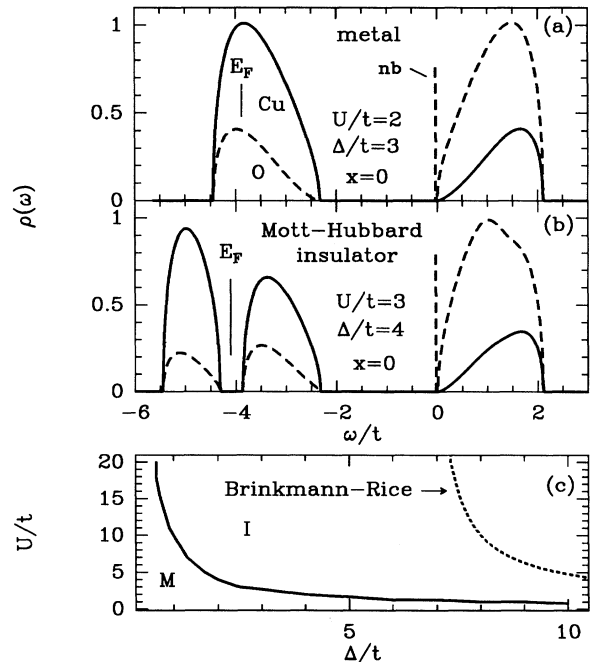 1
0.5
0
ρ(ω)
metal
(a)
E_F
nb
Cu
O
U/t=2
Δ/t=3
x=0
1
0.5
0
Mott-Hubbard
insulator
(b)
E_F
U/t=3
Δ/t=4
x=0
-6
-4
-2
0
2
ω/t
20
15
10
5
0
U/t
Brinkmann-Rice
(c)
I
M
5
10
Δ/t